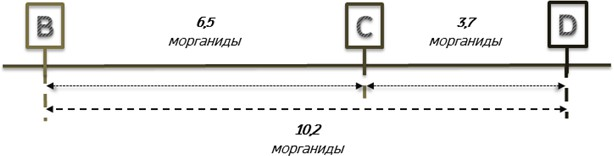 B C D
6,5 3,7
морганиды морганиды
10,2
морганиды